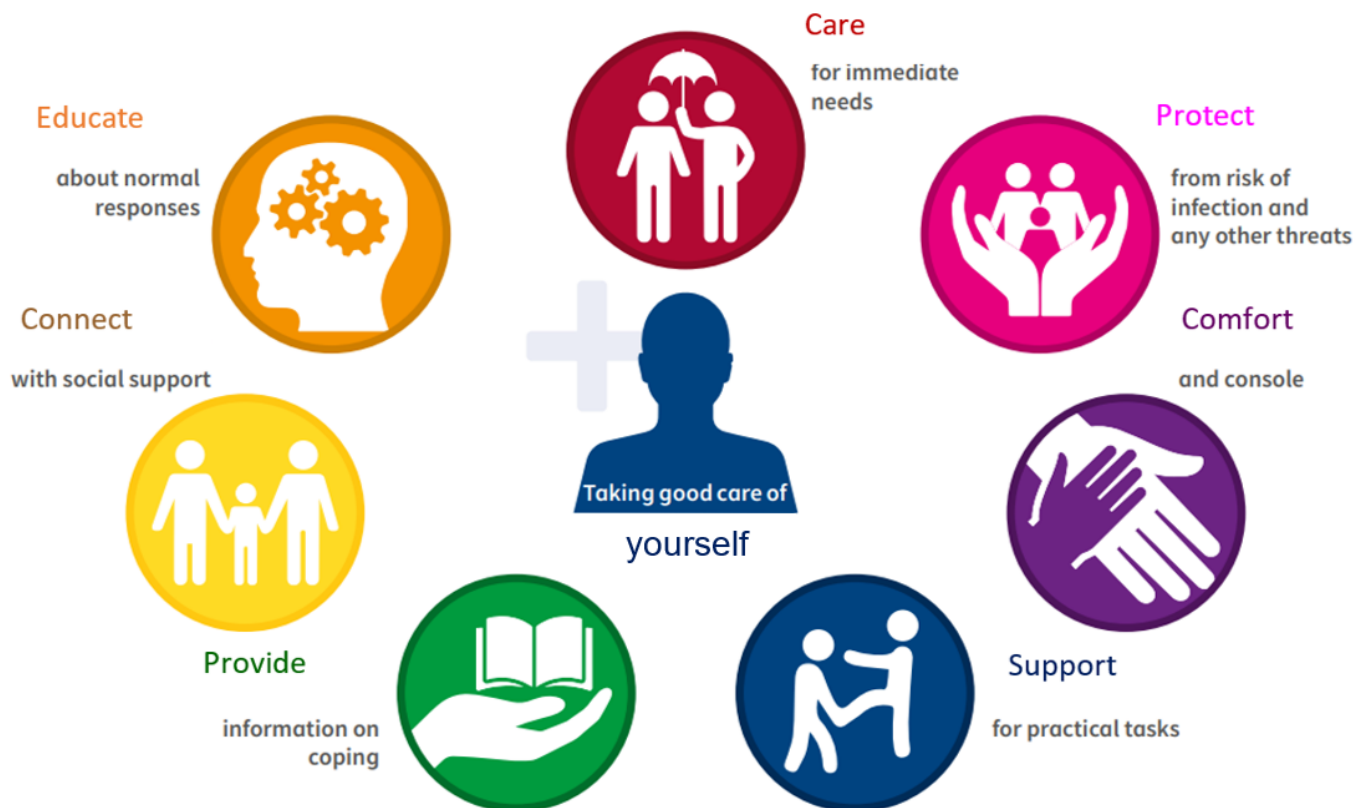 Care
for immediate
needs
Protect
from risk of
infection and
any other threats
Comfort
and console
Support
for practical tasks
Provide
information on
coping
Connect
with social support
Educate
about normal
responses
Taking good care of
yourself